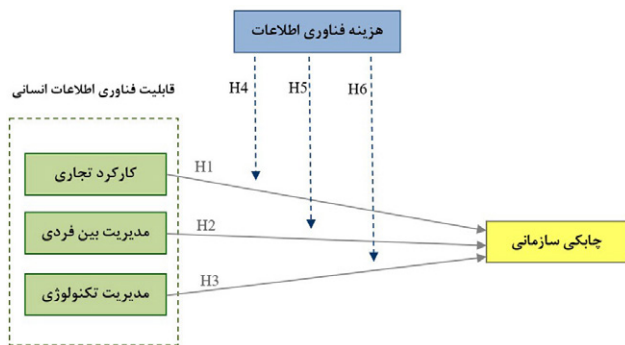 هزینه فناوری اطلاعات
H4
H5
H6
قابلیت فناوری اطلاعات انسانی
کارکرد تجاری
H1
مدیریت بین فردی
H2
چابکی سازمانی
مدیریت تکنولوژی
H3